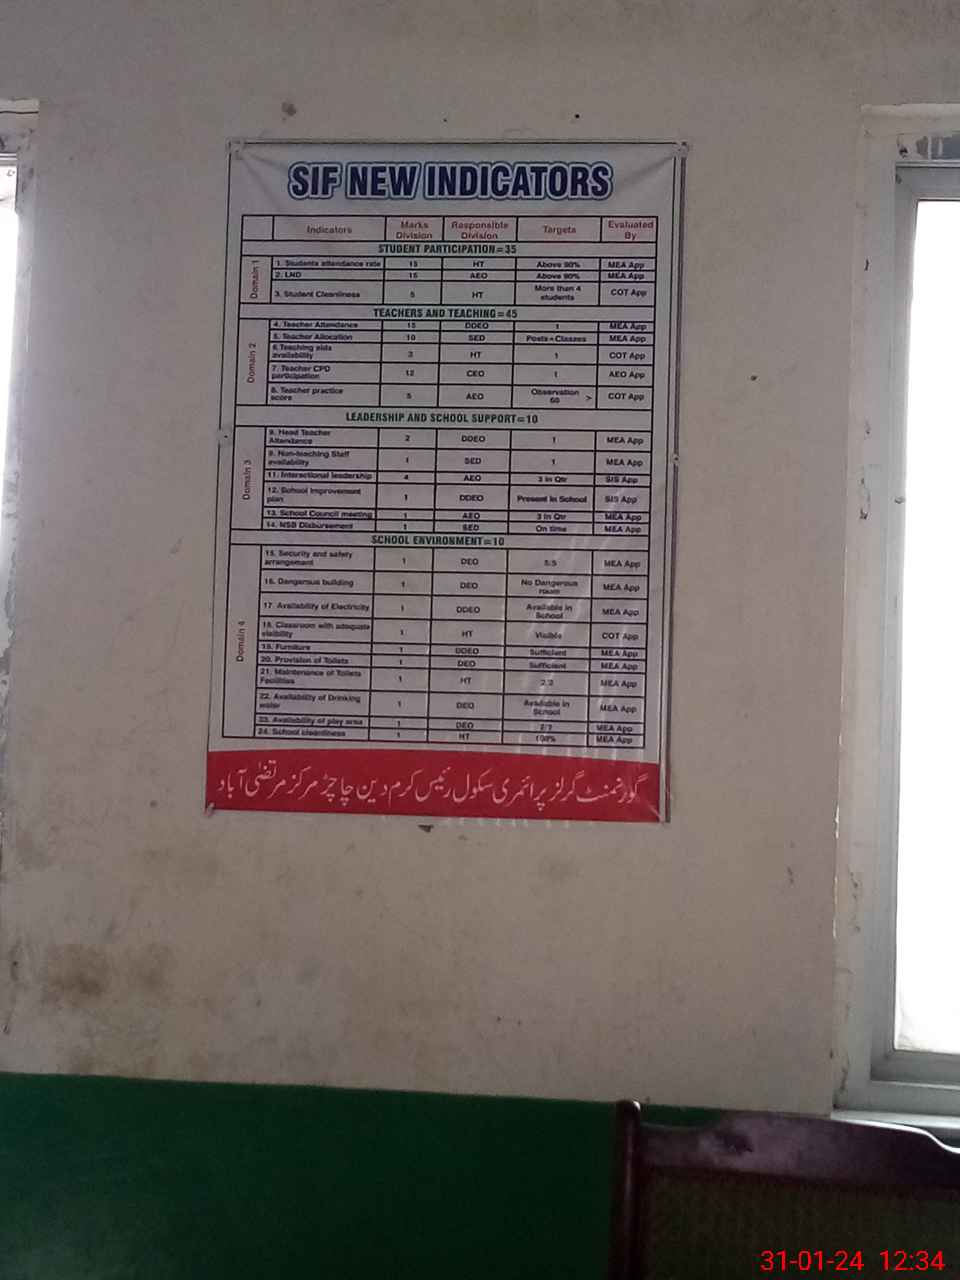 SIF NEW INDICATORS
Indicators Marks Division Responsible Division Targets Evaluated By
STUDENT PARTICIPATION=35
Domain 1
1. Students attendance rate 15 HT Above 90% MEA App
2. LND 15 AEO Above 90% MEA App
3. Student Cleanliness 5 HT More than 4 students COT App
TEACHERS AND TEACHING=45
Domain 2
4. Teacher Attendance 15 DDEO 1 MEA App
5. Teacher Allocation 10 SED Posts=Classes MEA App
6.Teaching aids availability 3 HT 1 COT App
7. Teacher CPD participation 12 CEO 1 AEO App
8. Teacher practice score 5 AEO Observation > 60 COT App
LEADERSHIP AND SCHOOL SUPPORT=10
Domain 3
9. Head Teacher Attendance 2 DDEO 1 MEA App
9. Non-teaching Staff availability 1 SED 1 MEA App
11. Interactional leadership 4 AEO 3 in Qtr SIS App
12. School improvement plan 1 DDEO Present in School SIS App
13. School Council meeting 1 AEO 3 in Qtr MEA App
14. NSB Disbursement 1 SED On time MEA App
SCHOOL ENVIRONMENT=10
Domain 4
15. Security and safety arrangement 1 DEO 5/5 MEA App
16. Dangerous building 1 DEO No Dangerous room MEA App
17. Availability of Electricity 1 DDEO Available in School MEA App
18. Classroom with adequate visibility 1 HT Visible COT App
19. Furniture 1 DDEO Sufficient MEA App
20. Provision of Toilets 1 DEO Sufficient MEA App
21. Maintenance of Toilets Facilities 1 HT 2/2 MEA App
22. Availability of Drinking water 1 DEO Available in School MEA App
23. Availability of play area 1 DEO MEA App
24. School cleanliness 1 HT 100% MEA App
گورنمنٹ گرلز پرائمری سکول رئیس کرم دین چاچڑ مرکز مرتضیٰ آباد
31-01-24 12:34